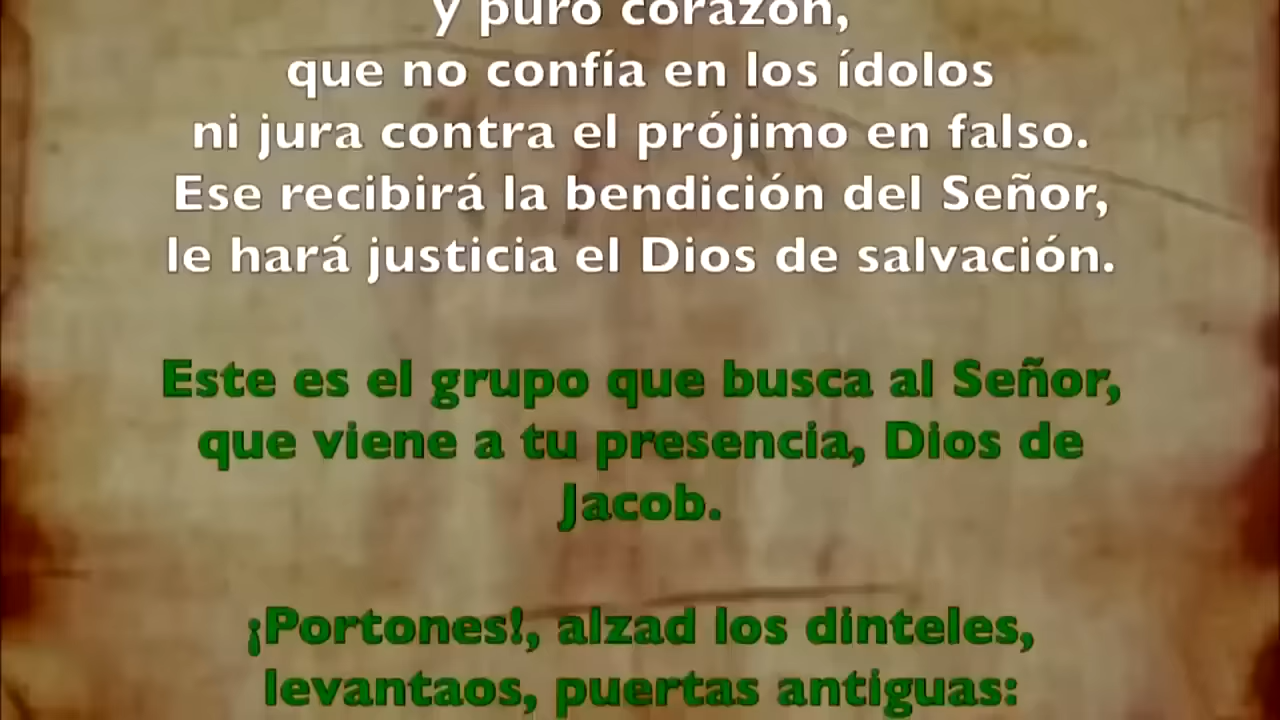 y puro corazón,
que no confía en los ídolos
ni jura contra el prójimo en falso.
Ese recibirá la bendición del Señor,
le hará justicia el Dios de salvación.
Este es el grupo que busca al Señor,
que viene a tu presencia, Dios de
Jacob.
¡Portones!, alzad los dinteles,
levantaos, puertas antiguas: